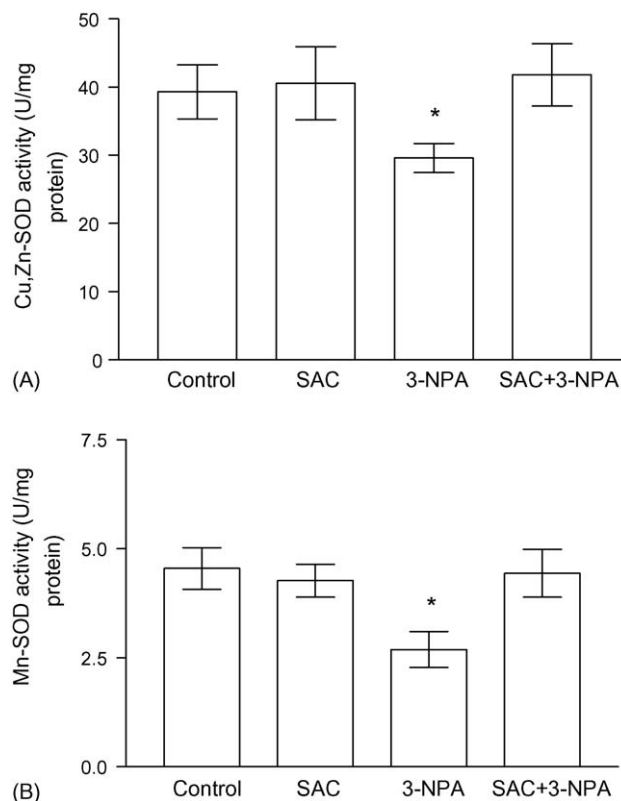 50
40
30
20
10
0
Cu,Zn-SOD activity (U/mg
protein)
*
Control SAC 3-NPA SAC+3-NPA
(A)
7.5
5.0
2.5
0.0
Mn-SOD activity (U/mg
protein)
*
Control SAC 3-NPA SAC+3-NPA
(B)